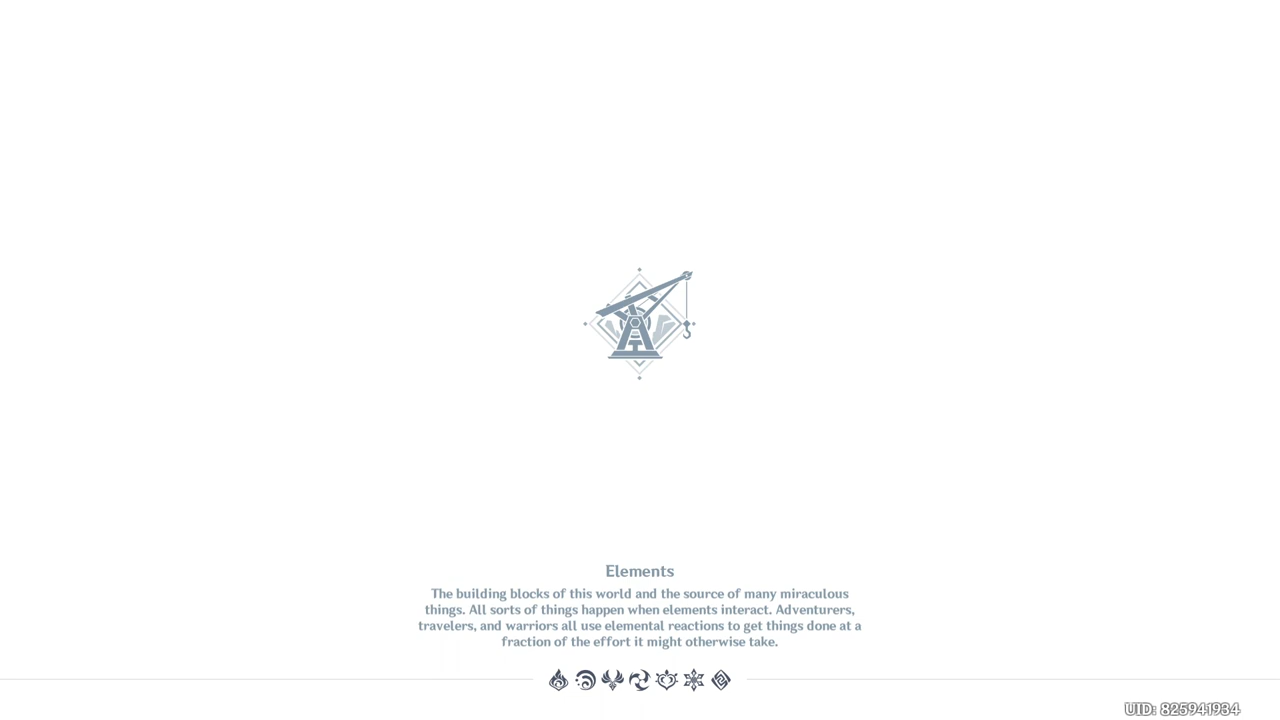 Elements
The building blocks of this world and the source of many miraculous
things. All sorts of things happen when elements interact. Adventurers,
travelers, and warriors all use elemental reactions to get things done at a
fraction of the effort it might otherwise take.
UID: 825941934